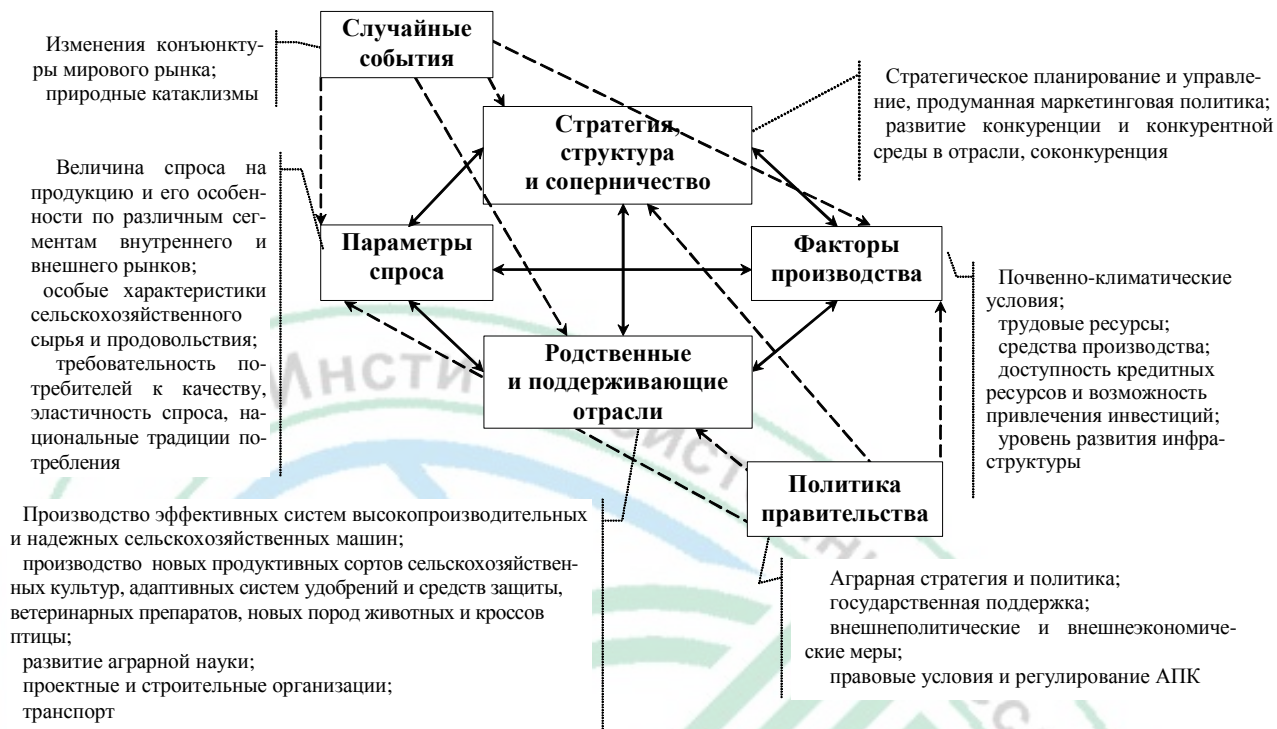 Случайные
события
Изменения конъюнкту-
ры мирового рынка;
природные катаклизмы
Стратегия,
структура
и соперничество
Стратегическое планирование и управле-
ние, продуманная маркетинговая политика;
развитие конкуренции и конкурентной
среды в отрасли, соконкуренция
Величина спроса на
продукцию и его особен-
ности по различным сег-
ментам внутреннего и
внешнего рынков;
особые характеристики
сельскохозяйственного
сырья и продовольствия;
требовательность по-
требителей к качеству,
эластичность спроса, на-
циональные традиции по-
требления
Параметры
спроса
Факторы
производства
Почвенно-климатические
условия;
трудовые ресурсы;
средства производства;
доступность кредитных
ресурсов и возможность
привлечения инвестиций;
уровень развития инфра-
структуры
Родственные
и поддерживающие
отрасли
Политика
правительства
Производство эффективных систем высокопроизводительных
и надежных сельскохозяйственных машин;
производство новых продуктивных сортов сельскохозяйствен-
ных культур, адаптивных систем удобрений и средств защиты,
ветеринарных препаратов, новых пород животных и кроссов
птицы;
развитие аграрной науки;
проектные и строительные организации;
транспорт
Аграрная стратегия и политика;
государственная поддержка;
внешнеполитические и внешнеэкономиче-
ские меры;
правовые условия и регулирование АПК